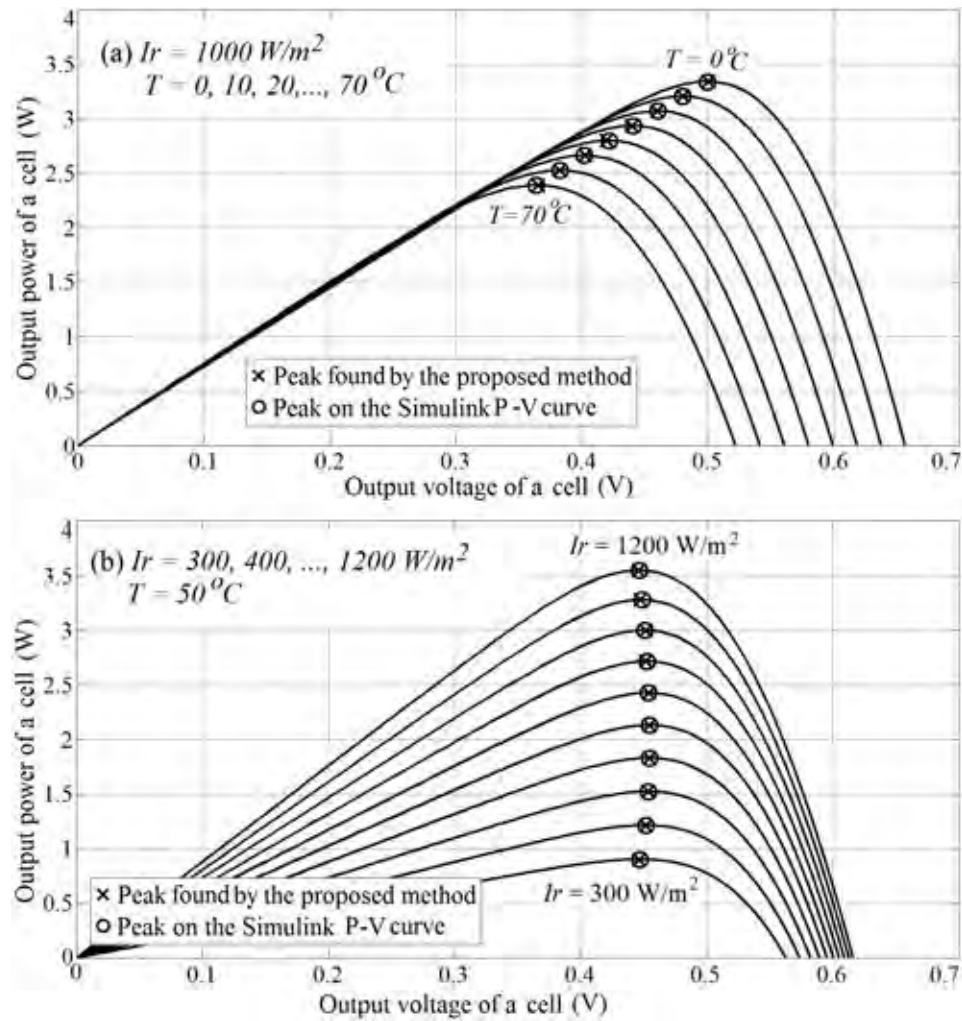 4
3.5
3
2.5
2
1.5
1
0.5
0
(a) Ir = 1000 W/m²
T = 0, 10, 20,..., 70 °C
T = 0°C
T = 70°C
× Peak found by the proposed method
○ Peak on the Simulink P -V curve
0 0.1 0.2 0.3 0.4 0.5 0.6 0.7
Output voltage of a cell (V)
Output power of a cell (W)
4
3.5
3
2.5
2
1.5
1
0.5
0
(b) Ir = 300, 400, ..., 1200 W/m²
T = 50°C
Ir = 1200 W/m²
Ir = 300 W/m²
× Peak found by the proposed method
○ Peak on the Simulink P-V curve
0 0.1 0.2 0.3 0.4 0.5 0.6 0.7
Output voltage of a cell (V)
Output power of a cell (W)